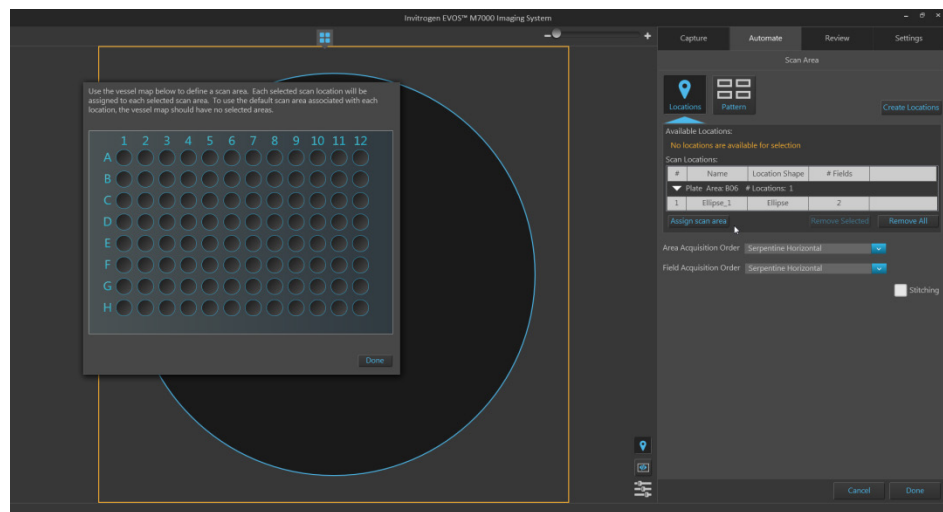 Invitrogen EVOS™ M7000 Imaging System
Capture Automate Review Settings
Scan Area
Locations Pattern Create Locations
Available Locations:
No locations are available for selection
Scan Locations:
# Name Location Shape # Fields
Plate Area: B06 # Locations: 1
1 Ellipse_1 Ellipse 2
Assign scan area Remove Selected Remove All
Area Acquisition Order Serpentine Horizontal
Field Acquisition Order Serpentine Horizontal
Stitching
Cancel Done
Use the vessel map below to define a scan area. Each selected scan location will be
assigned to each selected scan area. To use the default scan area associated with each
location, the vessel map should have no selected areas.
1 2 3 4 5 6 7 8 9 10 11 12
A
B
C
D
E
F
G
H
Done